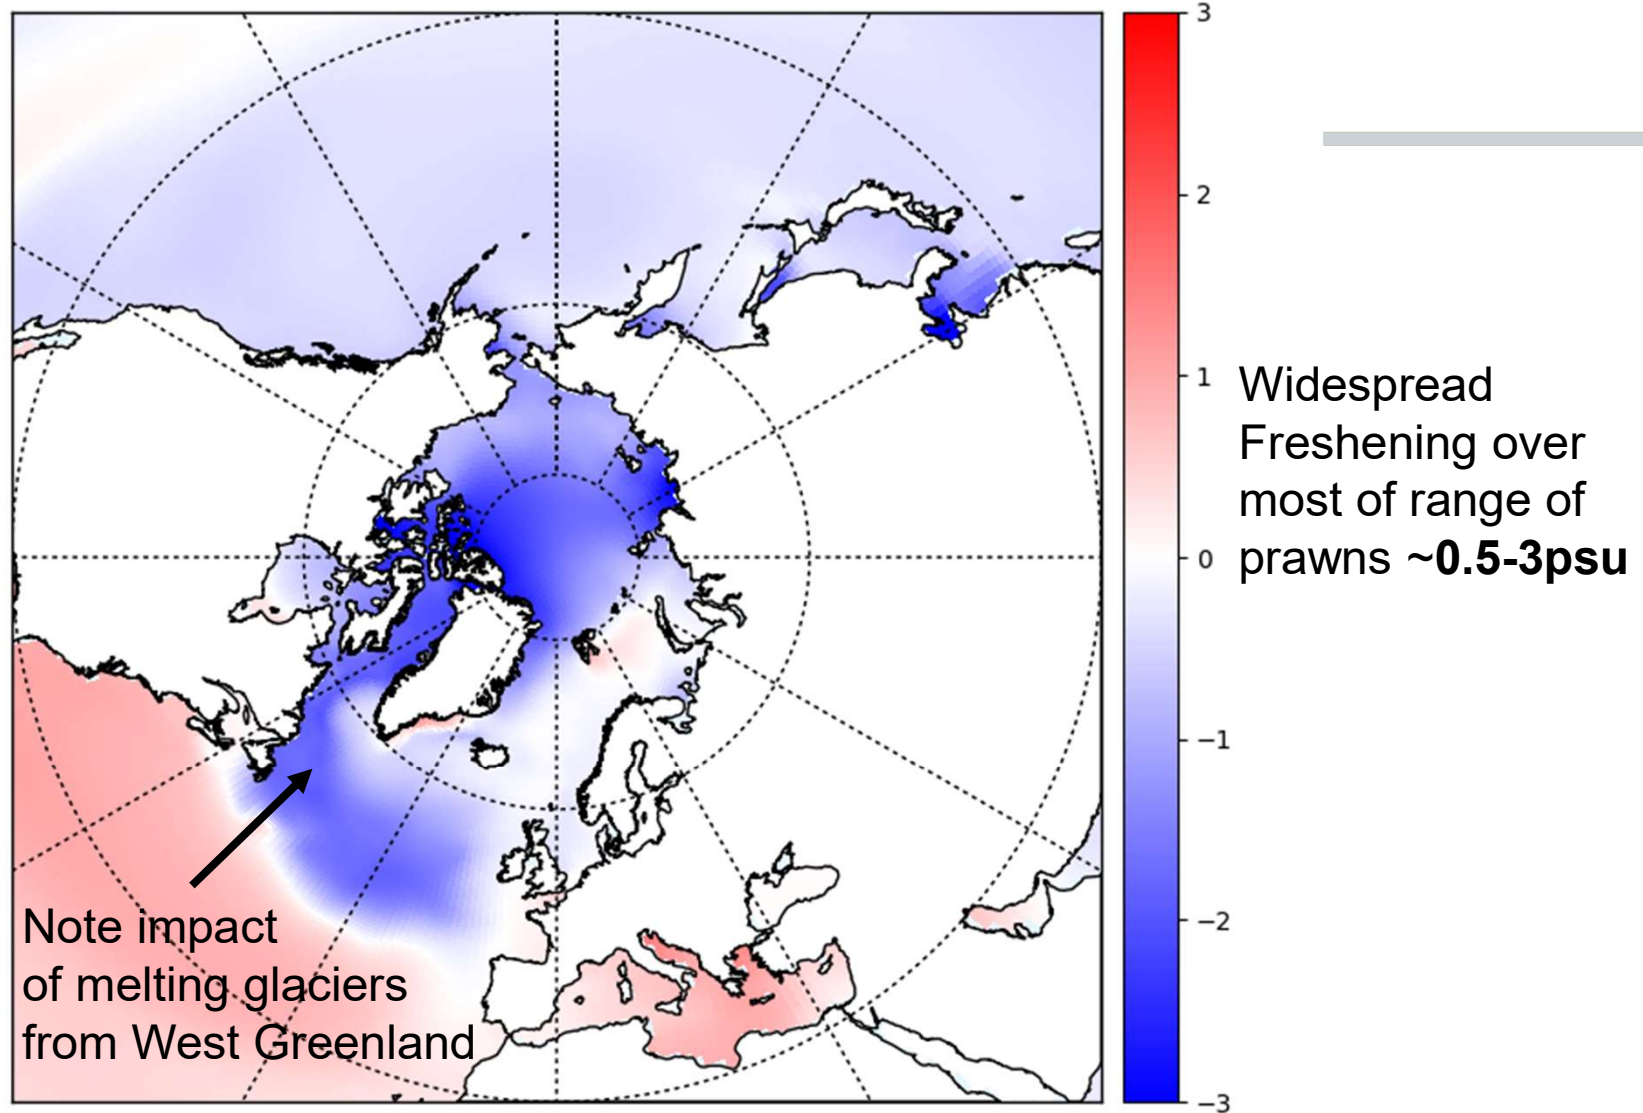 3
2
1
0
−1
−2
−3
Widespread
Freshening over
most of range of
prawns ~0.5-3psu
Note impact
of melting glaciers
from West Greenland